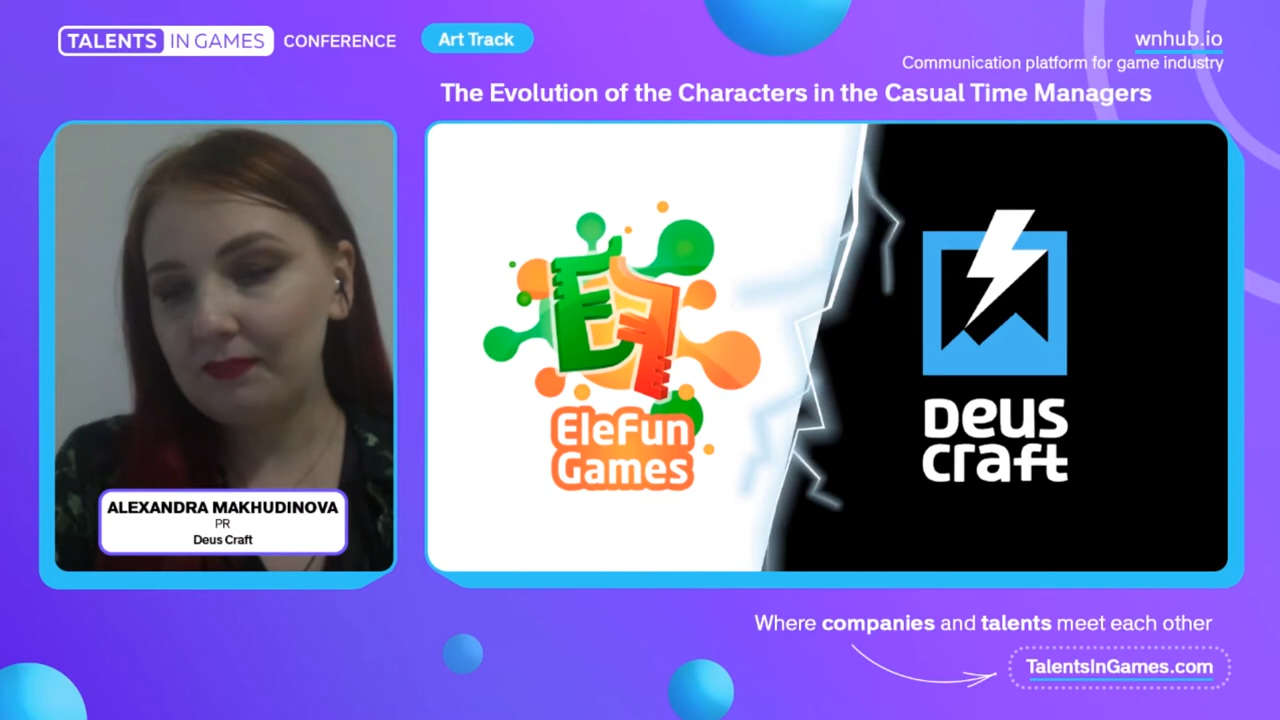 TALENTS IN GAMES CONFERENCE
Art Track
wnhub.io
Communication platform for game industry
The Evolution of the Characters in the Casual Time Managers
ALEXANDRA MAKHUDINOVA
PR
Deus Craft
EF
EleFun
Games
Deus
craft
Where companies and talents meet each other
TalentsInGames.com